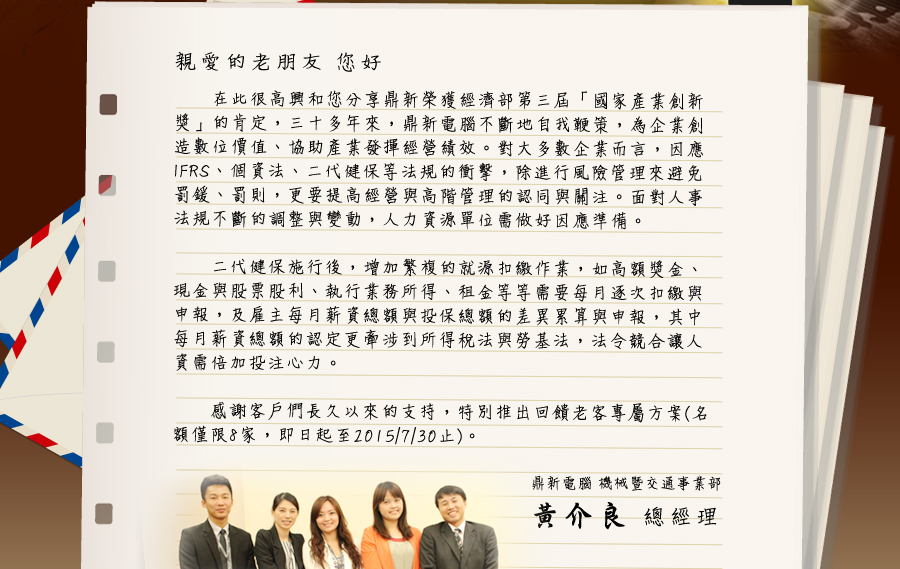 親愛的老朋友 您好
在此很高興和您分享鼎新榮獲經濟部第三屆「國家產業創新
獎」的肯定，三十多年來，鼎新電腦不斷地自我鞭策，為企業創
造數位價值、協助產業發揮經營績效。對大多數企業而言，因應
IFRS、個資法、二代健保等法規的衝擊，除進行風險管理來避免
罰鍰、罰則，更要提高經營與高階管理的認同與關注。面對人事
法規不斷的調整與變動，人力資源單位需做好因應準備。
二代健保施行後，增加繁複的就源扣繳作業，如高額獎金、
現金與股票股利、執行業務所得、租金等等需要每月逐次扣繳與
申報，及雇主每月薪資總額與投保總額的差異累算與申報，其中
每月薪資總額的認定更牽涉到所得稅法與勞基法，法令競合讓人
資需倍加投注心力。
感謝客戶們長久以來的支持，特別推出回饋老客專屬方案(名
額僅限8家，即日起至2015/7/30止)。
鼎新電腦 機械暨交通事業部
黃介良 總經理